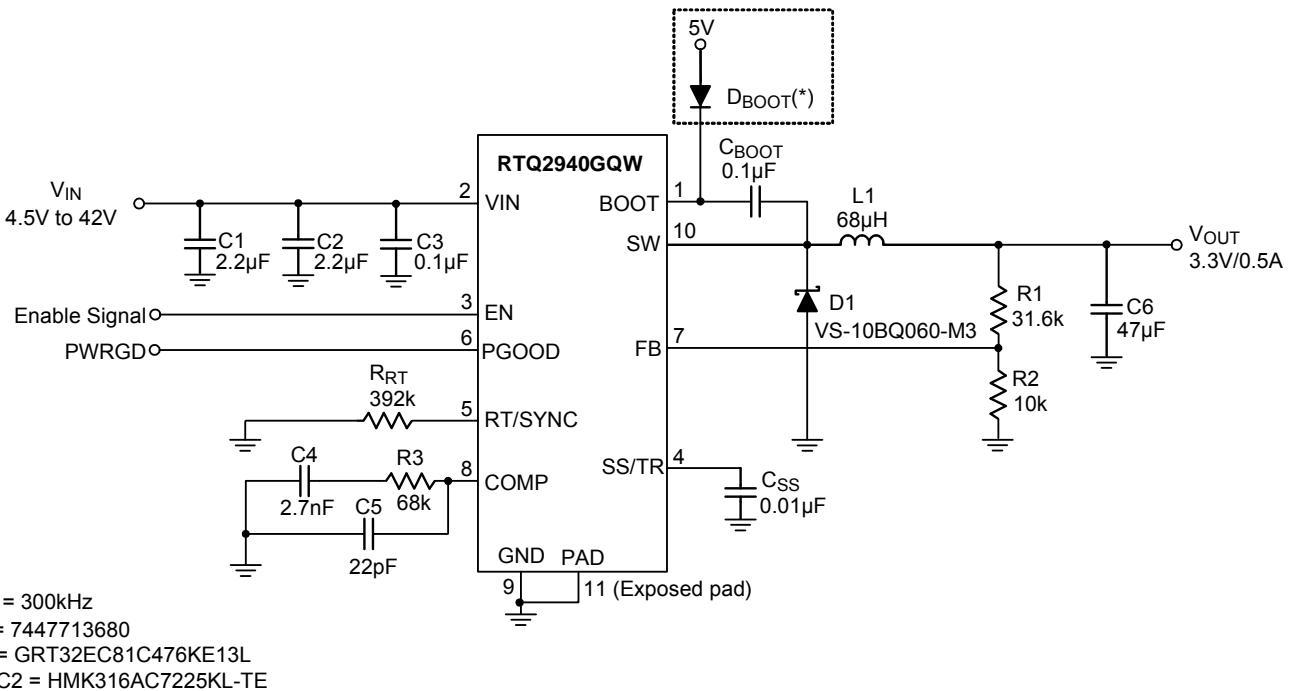 5V
DBOOT(*)
RTQ2940GQW
CBOOT
0.1µF
VIN
4.5V to 42V
2
VIN
BOOT
1
L1
68µH
C1
2.2µF
C2
2.2µF
C3
0.1µF
SW
10
VOUT
3.3V/0.5A
Enable Signal
3
EN
D1
VS-10BQ060-M3
R1
31.6k
C6
47µF
PWRGD
6
PGOOD
FB
7
R2
10k
RRT
392k
5
RT/SYNC
C4
2.7nF
R3
68k
8
COMP
SS/TR
4
CSS
0.01µF
C5
22pF
GND
PAD
9
11 (Exposed pad)
= 300kHz
= 7447713680
= GRT32EC81C476KE13L
C2 = HMK316AC7225KL-TE